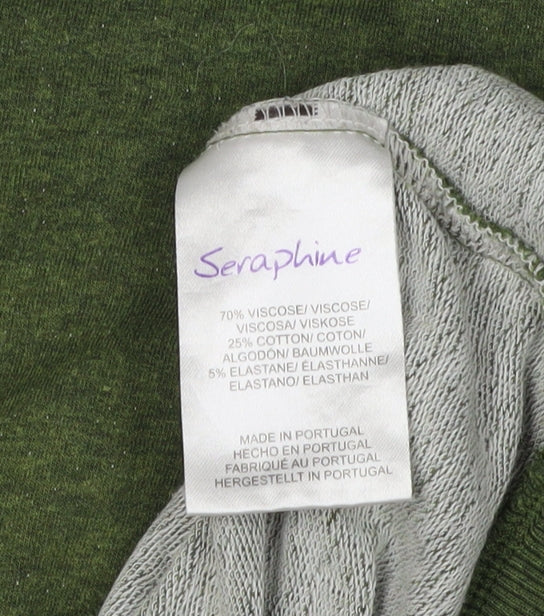 Seraphine
70% VISCOSE/ VISCOSE/
VISCOSA/ VISKOSE
25% COTTON/ COTON/
ALGODÓN/ BAUMWOLLE
5% ELASTANE/ ÉLASTHANNE/
ELASTANO/ ELASTHAN
MADE IN PORTUGAL
HECHO EN PORTUGAL
FABRIQUÉ AU PORTUGAL
HERGESTELLT IN PORTUGAL